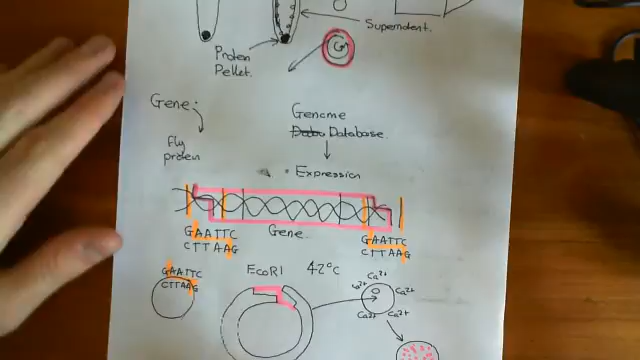 Supernatant.
Protein
Pellet.
Gene:
Fly
protein
Genome
Database.
Expression
Gene.
GAATTC
CTTAAG
GAATTC
CTTAAG
GAATTC
CTTAAG
EcoR1
42°C
Ca2+
Ca2+
Ca2+
Ca2+
Ca2+